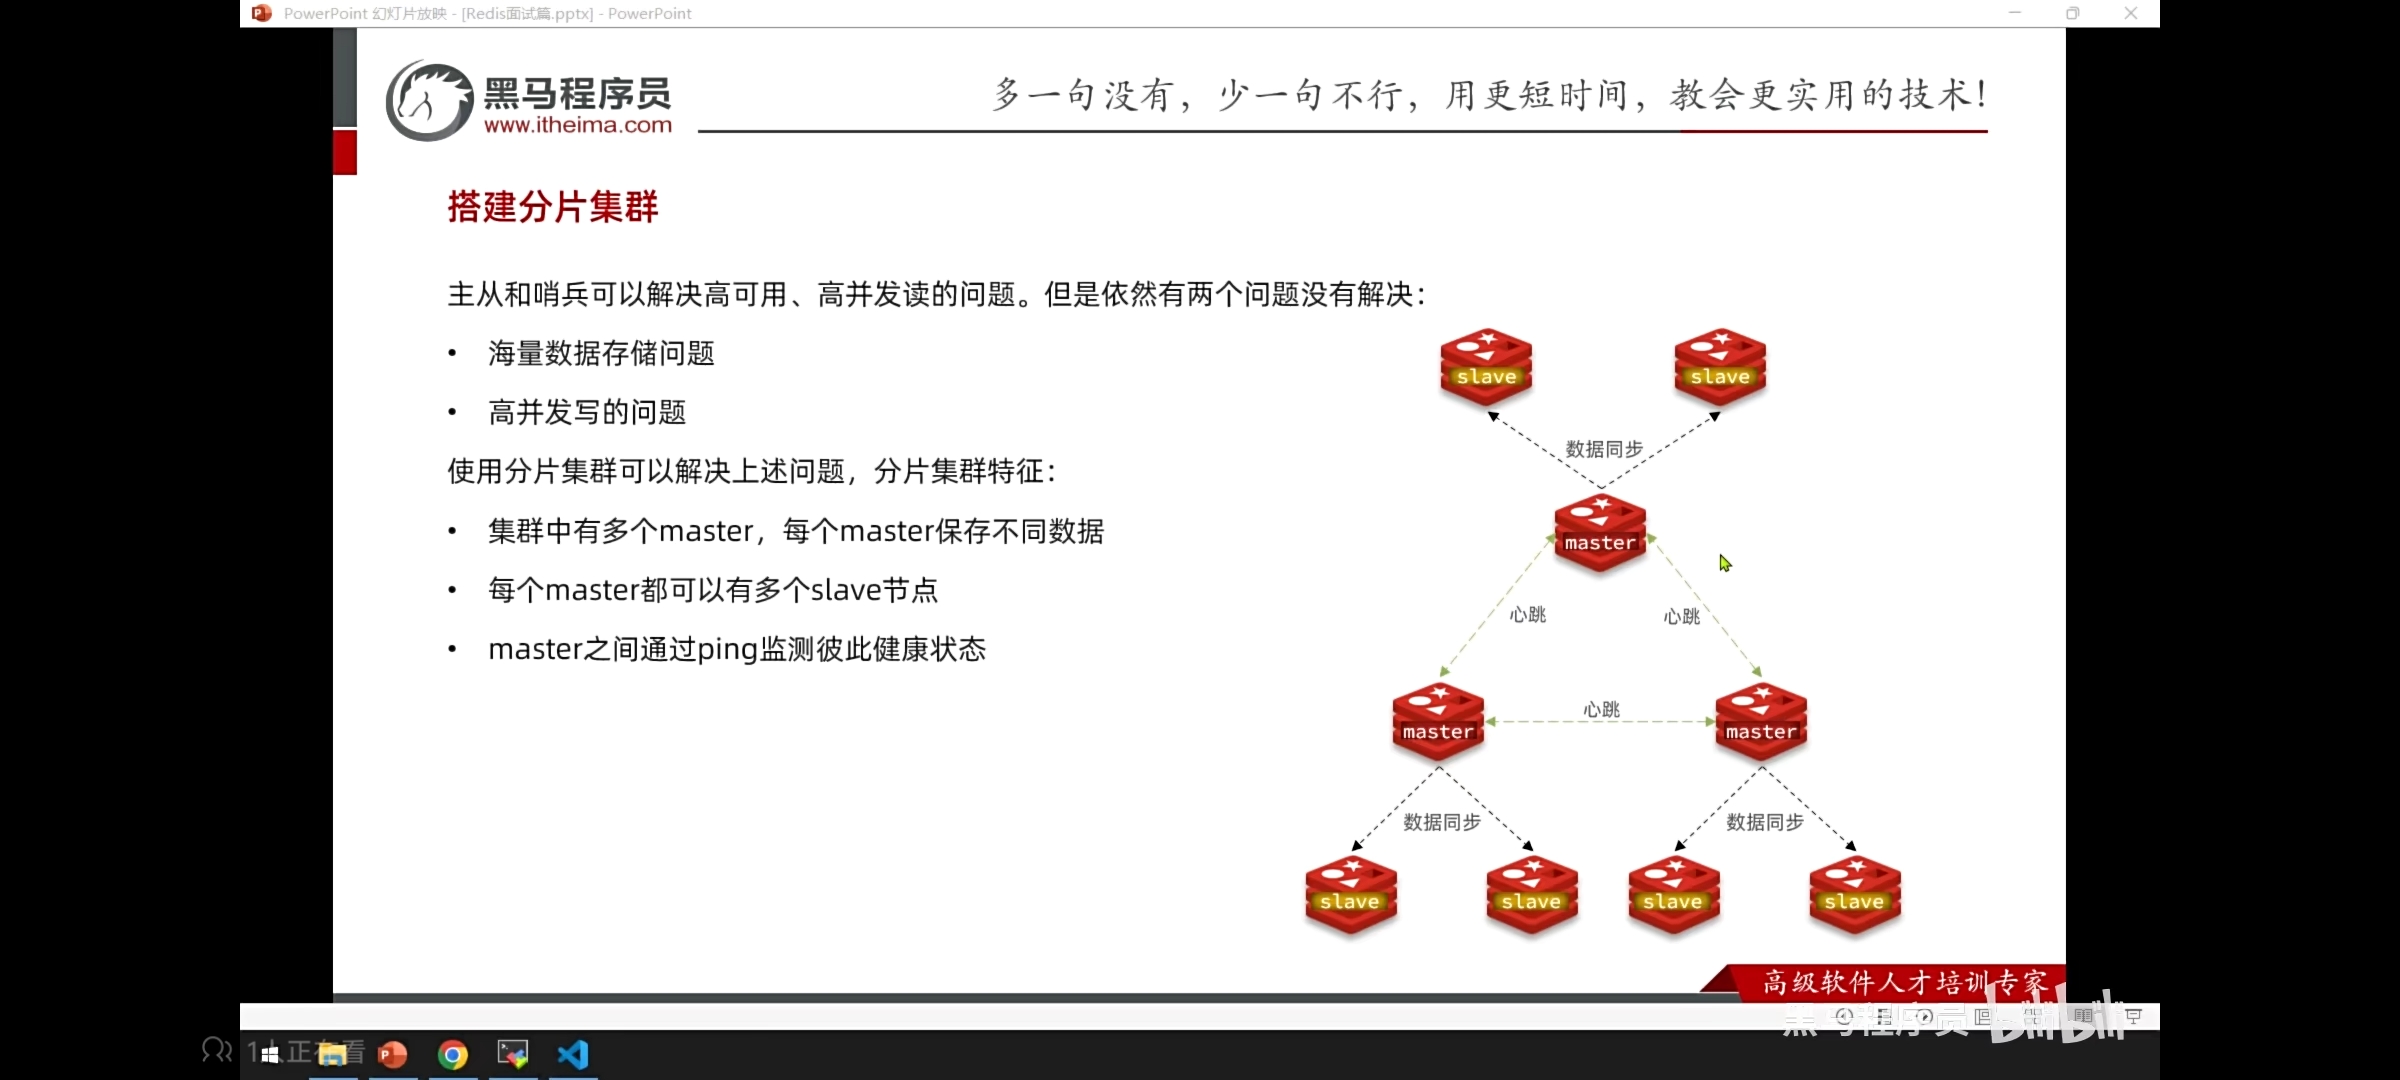 PowerPoint 幻灯片放映 - [Redis面试篇.pptx] - PowerPoint
黑马程序员
www.itheima.com
多一句没有，少一句不行，用更短时间，教会更实用的技术！
搭建分片集群
主从和哨兵可以解决高可用、高并发读的问题。但是依然有两个问题没有解决：
• 海量数据存储问题
• 高并发写的问题
使用分片集群可以解决上述问题，分片集群特征：
• 集群中有多个master，每个master保存不同数据
• 每个master都可以有多个slave节点
• master之间通过ping监测彼此健康状态
slave
slave
数据同步
master
心跳
心跳
master
心跳
master
数据同步
数据同步
slave
slave
slave
slave
高级软件人才培训专家
黑马程序员 bilibili
1人正在看